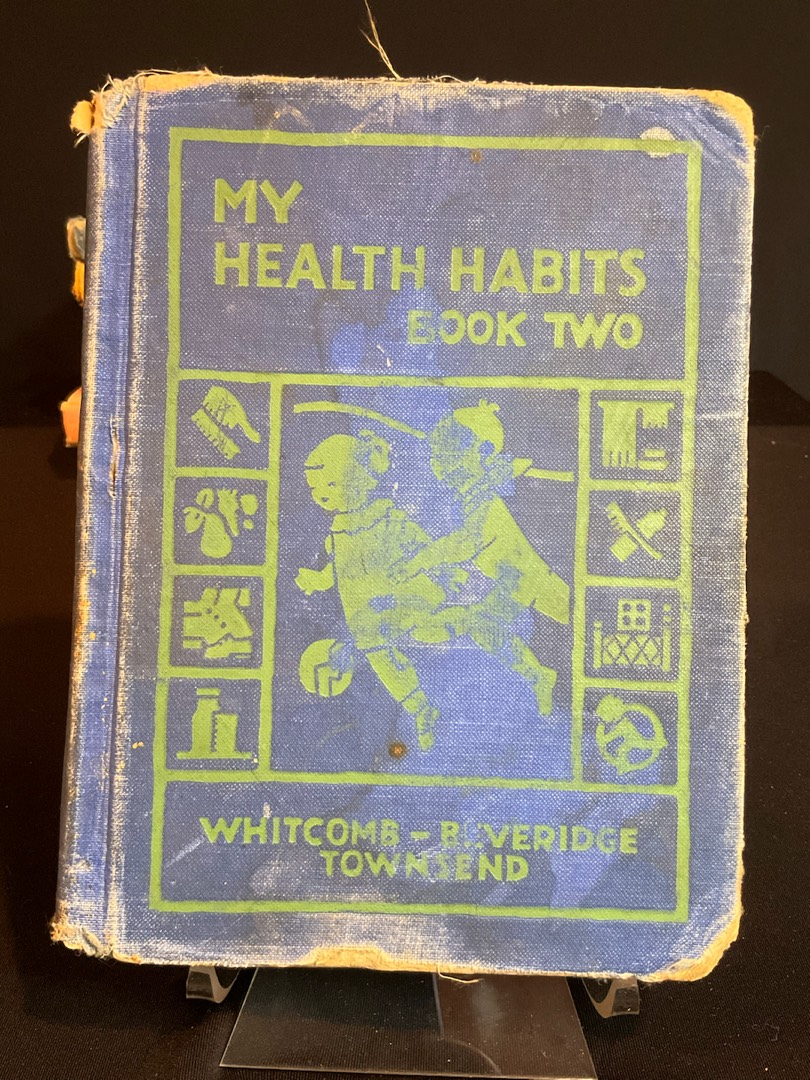 MY
HEALTH HABITS
BOOK TWO
WHITCOMB - BEVERIDGE
TOWNSEND